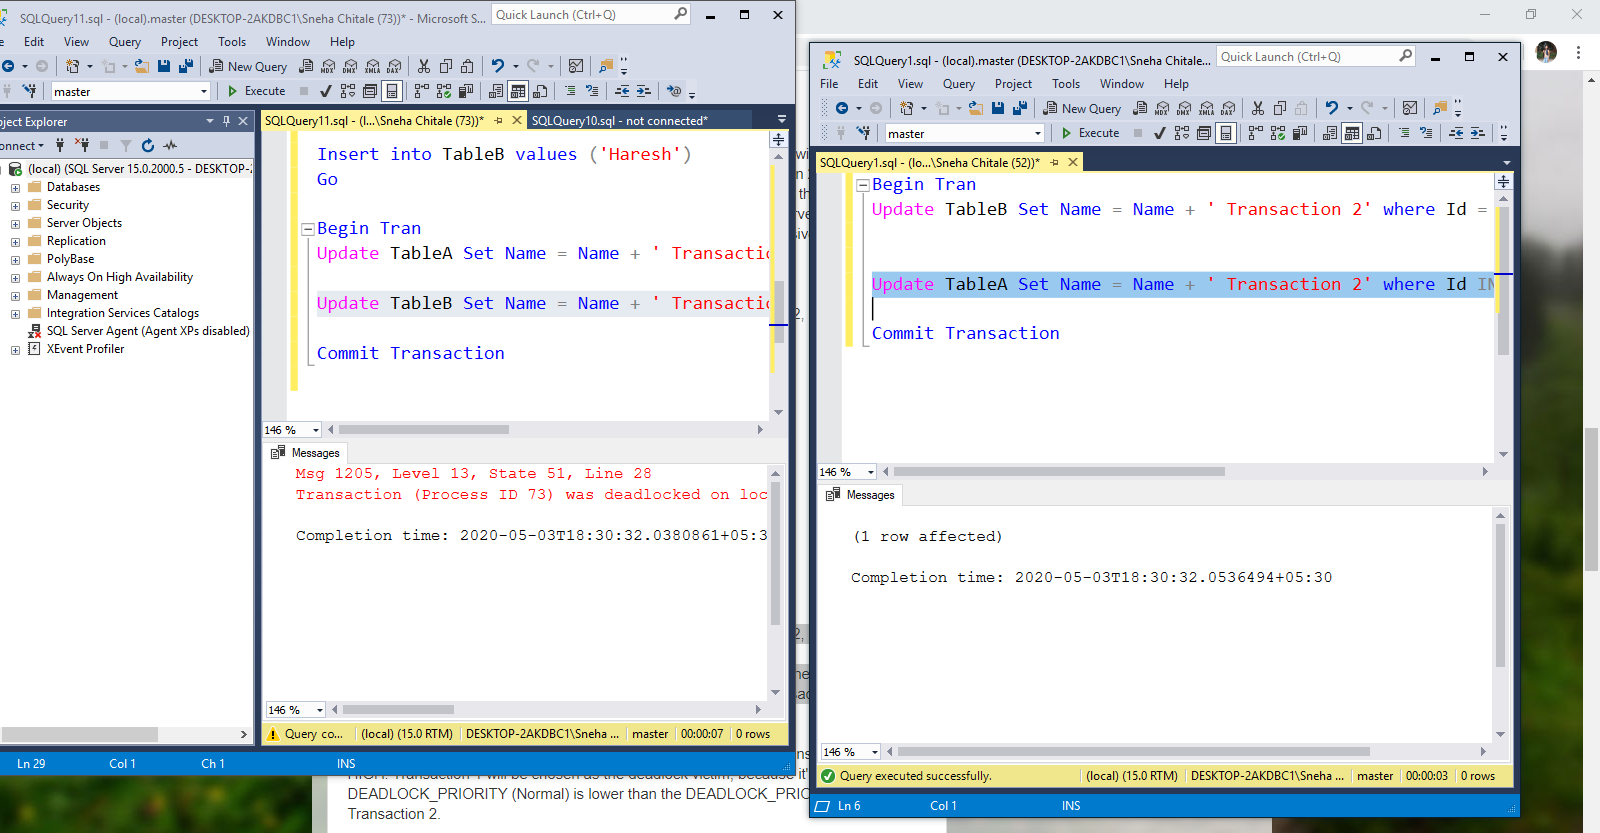 SQLQuery11.sql - (local).master (DESKTOP-2AKDBC1\Sneha Chitale (73))* - Microsoft S...
Quick Launch (Ctrl+Q)
Edit View Query Project Tools Window Help
New Query
master
Execute
ject Explorer
onnect
(local) (SQL Server 15.0.2000.5 - DESKTOP-2
Databases
Security
Server Objects
Replication
PolyBase
Always On High Availability
Management
Integration Services Catalogs
SQL Server Agent (Agent XPs disabled)
XEvent Profiler
SQLQuery11.sql - (l...\Sneha Chitale (73))*
SQLQuery10.sql - not connected*
Insert into TableB values ('Haresh')
Go
Begin Tran
Update TableA Set Name = Name + ' Transactio
Update TableB Set Name = Name + ' Transactio
Commit Transaction
146 %
Messages
Msg 1205, Level 13, State 51, Line 28
Transaction (Process ID 73) was deadlocked on loc
Completion time: 2020-05-03T18:30:32.0380861+05:3
146 %
Query co... (local) (15.0 RTM) DESKTOP-2AKDBC1\Sneha ... master 00:00:07 0 rows
Ln 29 Col 1 Ch 1 INS
SQLQuery1.sql - (local).master (DESKTOP-2AKDBC1\Sneha Chitale...
Quick Launch (Ctrl+Q)
File Edit View Query Project Tools Window Help
New Query
master
Execute
SQLQuery1.sql - (lo...\Sneha Chitale (52))*
Begin Tran
Update TableB Set Name = Name + ' Transaction 2' where Id =
Update TableA Set Name = Name + ' Transaction 2' where Id IN
Commit Transaction
146 %
Messages
(1 row affected)
Completion time: 2020-05-03T18:30:32.0536494+05:30
146 %
Query executed successfully. (local) (15.0 RTM) DESKTOP-2AKDBC1\Sneha ... master 00:00:03 0 rows
Ln 6 Col 1 INS
DEADLOCK_PRIORITY (Normal) is lower than the DEADLOCK_PRIO
Transaction 2.